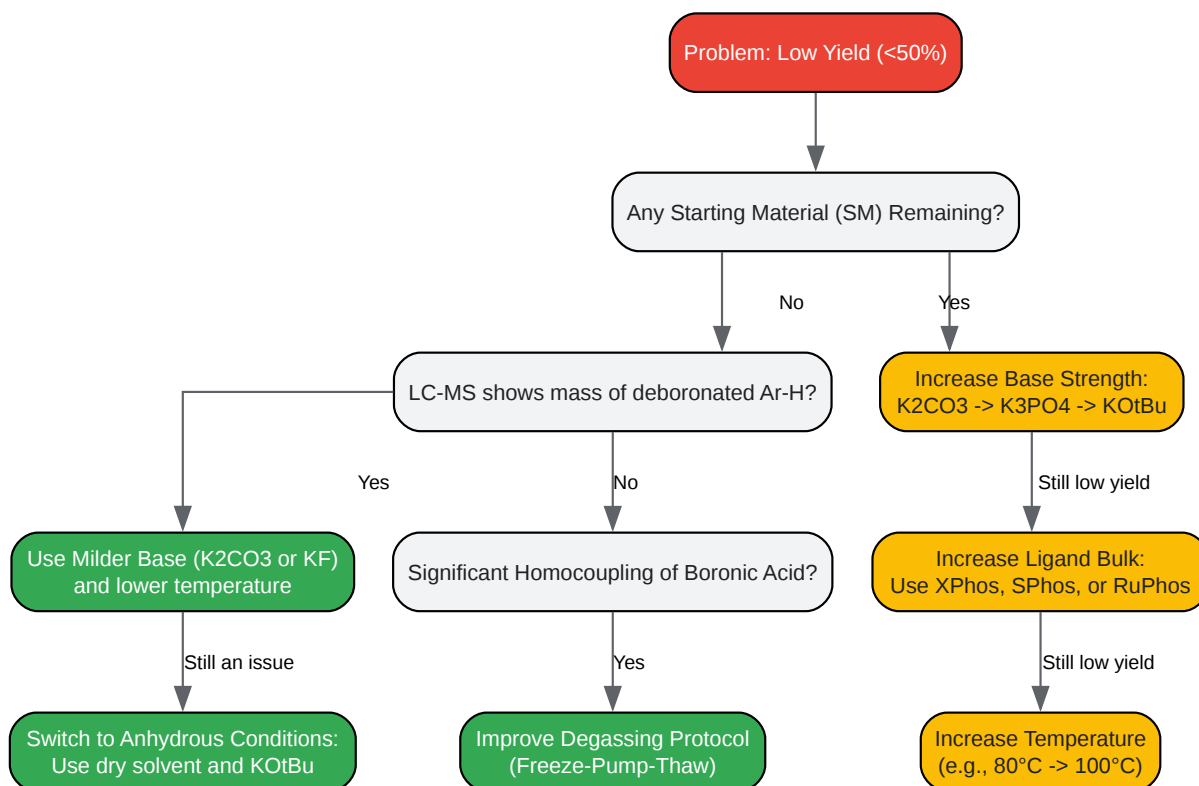 Problem: Low Yield (<50%)
Any Starting Material (SM) Remaining?
No
Yes
LC-MS shows mass of deboronated Ar-H?
Increase Base Strength:
K2CO3 -> K3PO4 -> KOtBu
Yes
No
Still low yield
Use Milder Base (K2CO3 or KF)
and lower temperature
Significant Homocoupling of Boronic Acid?
Increase Ligand Bulk:
Use XPhos, SPhos, or RuPhos
Still an issue
Yes
Still low yield
Switch to Anhydrous Conditions:
Use dry solvent and KOtBu
Improve Degassing Protocol
(Freeze-Pump-Thaw)
Increase Temperature
(e.g., 80°C -> 100°C)